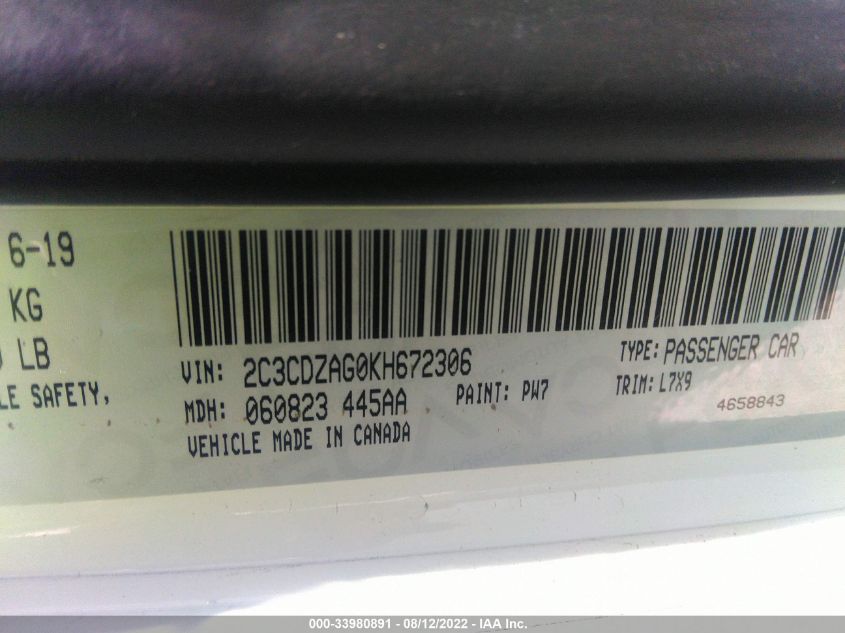 6-19
KG
LB
LE SAFETY,
VIN: 2C3CDZAG0KH672306
TYPE: PASSENGER CAR
MDH: 060823 445AA
PAINT: PW7
TRIM: L7X9
4658843
VEHICLE MADE IN CANADA
000-33980891 - 08/12/2022 - IAA Inc.